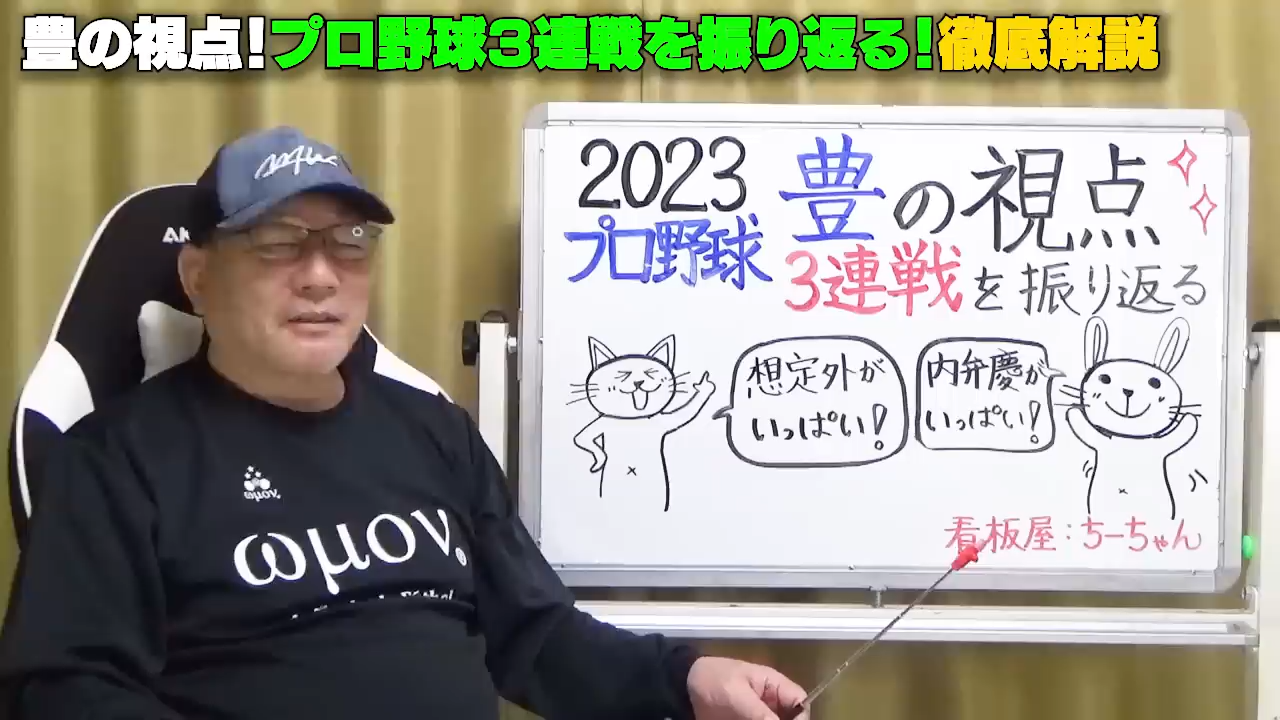 豊の視点!プロ野球3連戦を振り返る!徹底解説
2023
プロ野球
豊の視点
3連戦を振り返る
想定外が
いっぱい!
内弁慶が
いっぱい!
看板屋:ちーちゃん
AK
ωμον.
ωμον.